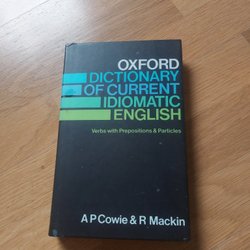 OXFORD
DICTIONARY
OF CURRENT
IDIOMATIC
ENGLISH
Verbs with Prepositions & Particles
A P Cowie & R Mackin